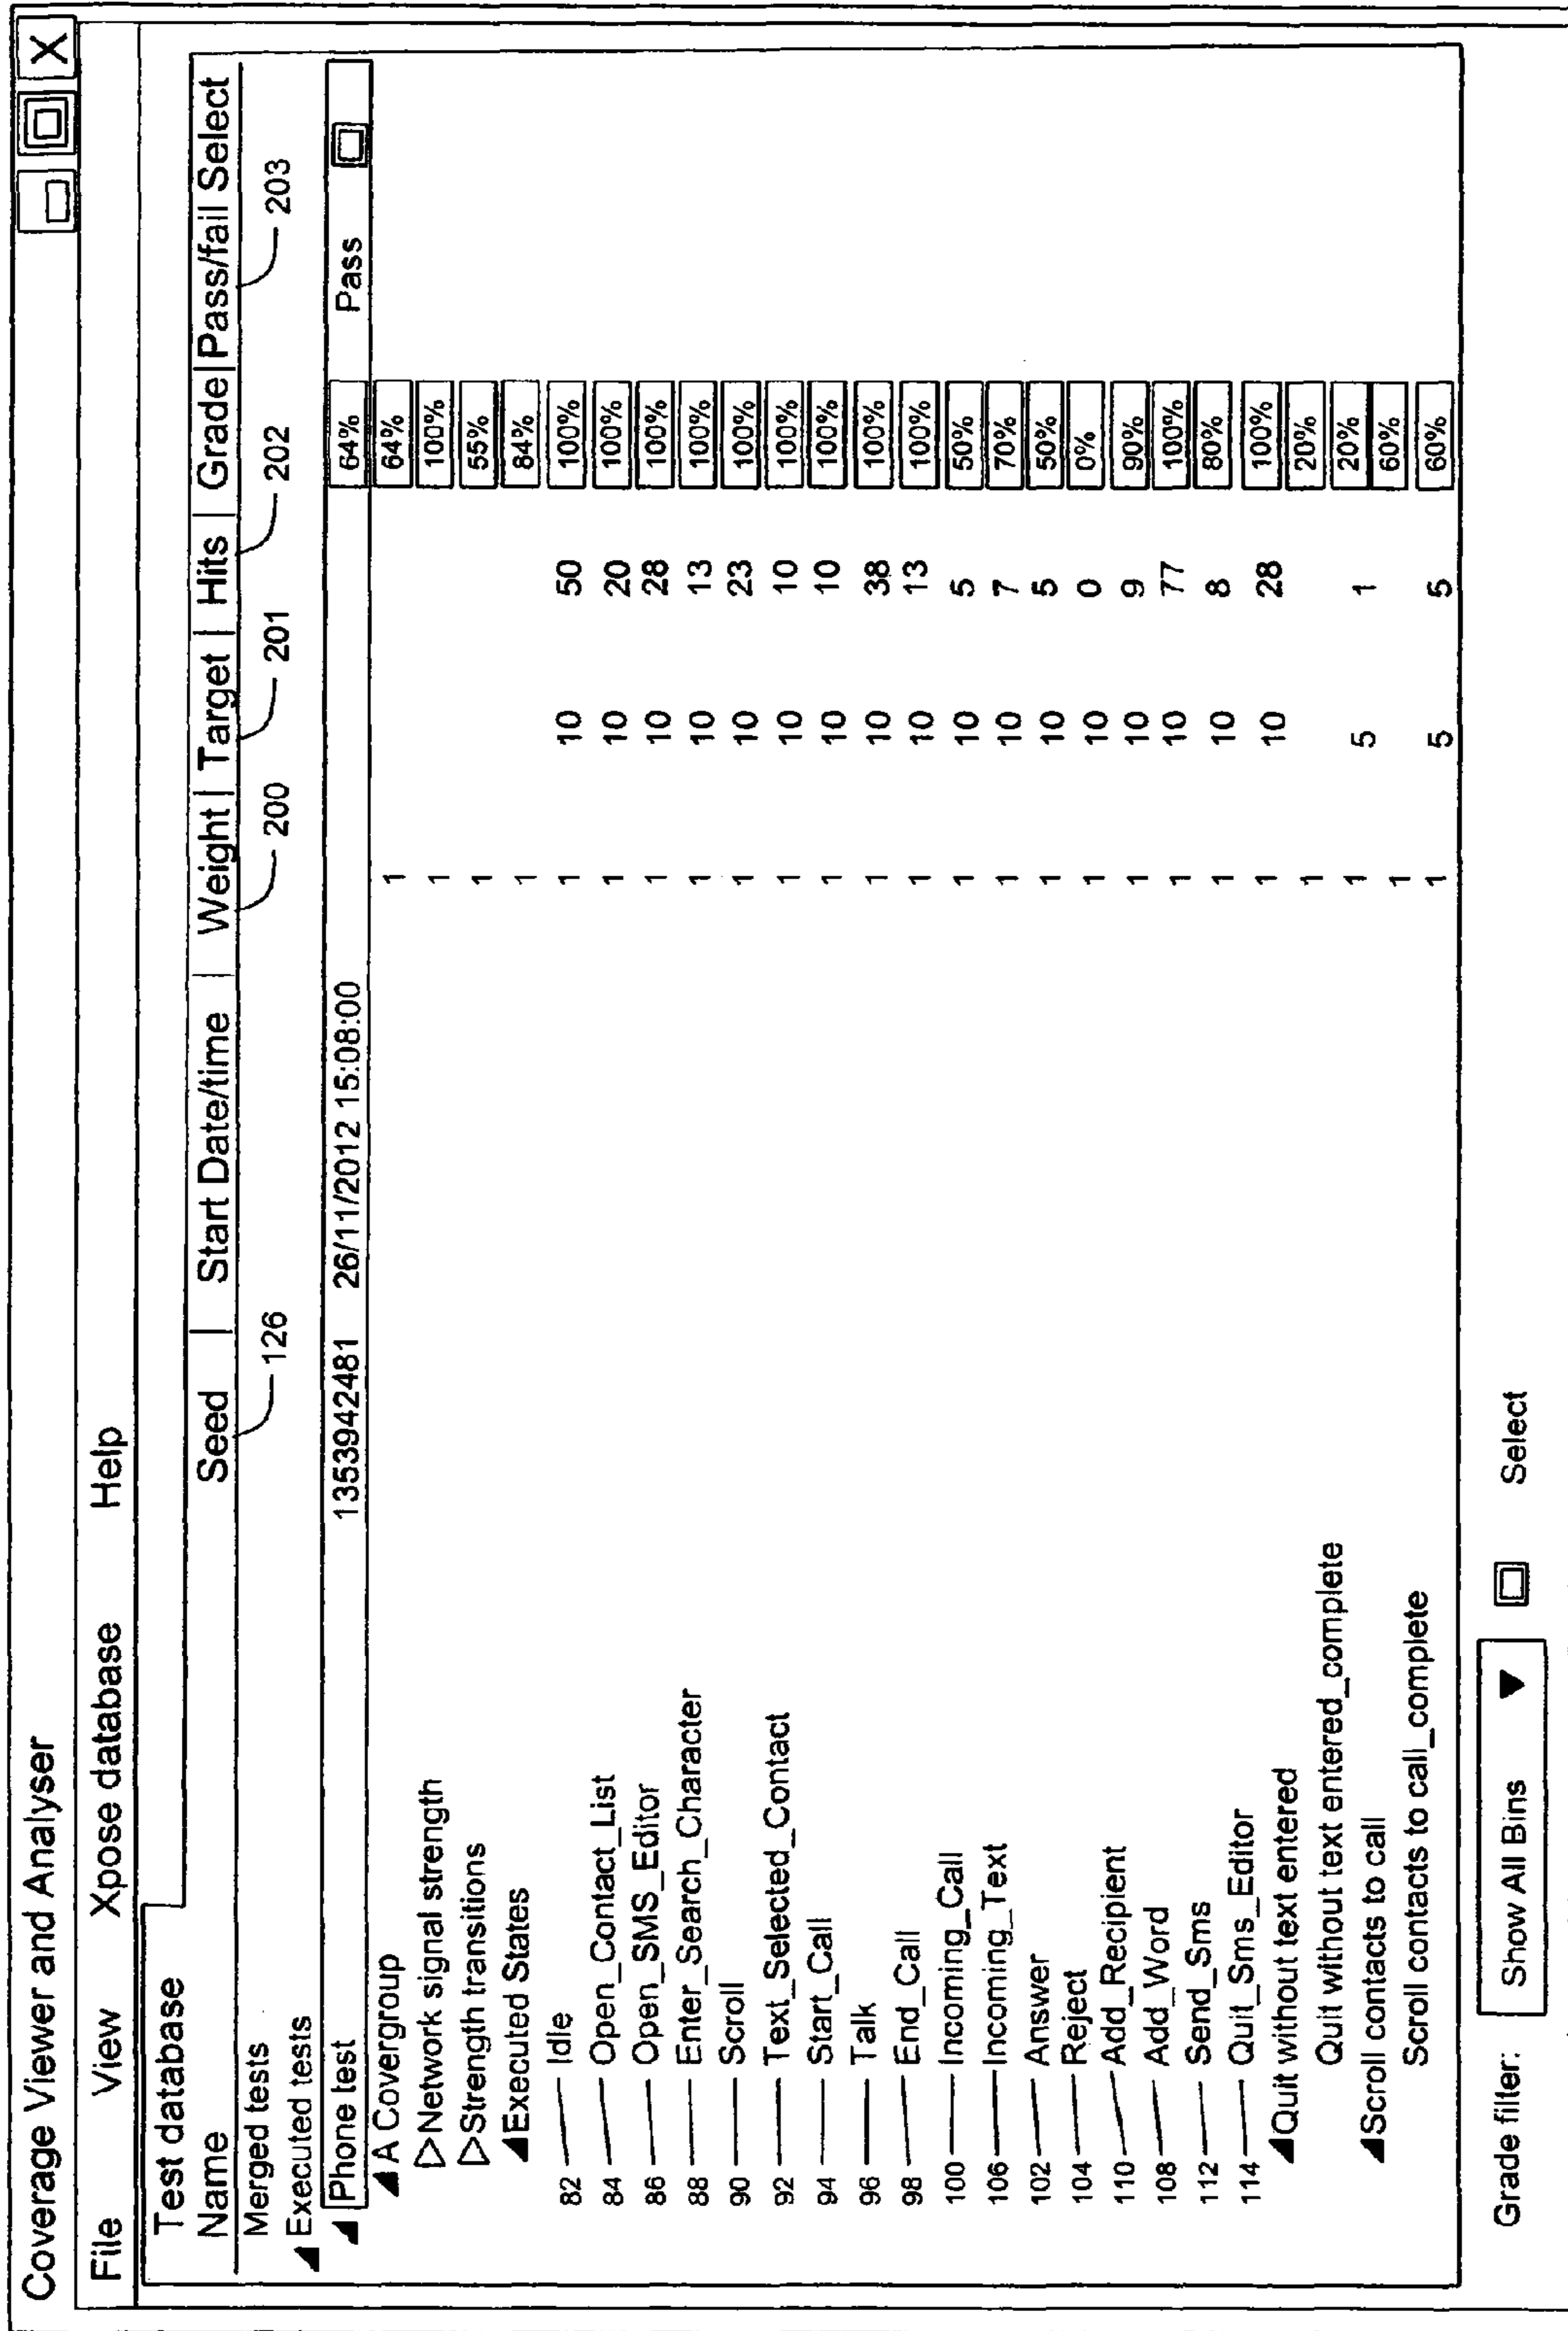 Coverage Viewer and Analyser X
File View Xpose database Help
Test database
Name Seed | Start Date/time | Weight | Target | Hits | Grade | Pass/fail Select
Merged tests 126 200 201 202 203
Executed tests
Phone test 1353942481 26/11/2012 15:08:00 64% Pass
A Covergroup 1 64%
Network signal strength 1 100%
Strength transitions 1 55%
Executed States 1 84%
82 Idle 1 10 50 100%
84 Open_Contact_List 1 10 20 100%
86 Open_SMS_Editor 1 10 28 100%
88 Enter_Search_Character 1 10 13 100%
90 Scroll 1 10 23 100%
92 Text_Selected_Contact 1 10 10 100%
94 Start_Call 1 10 10 100%
96 Talk 1 10 38 100%
98 End_Call 1 10 13 100%
100 Incoming_Call 1 10 5 50%
106 Incoming_Text 1 10 7 70%
102 Answer 1 10 5 50%
104 Reject 1 10 0 0%
110 Add_Recipient 1 10 9 90%
108 Add_Word 1 10 77 100%
112 Send_Sms 1 10 8 80%
114 Quit_Sms_Editor 1 10 28 100%
Quit without text entered 1 20%
Quit without text entered_complete 1 5 1 20%
Scroll contacts to call 1 60%
Scroll contacts to call_complete 1 5 5 60%
Grade filter: Show All Bins Select